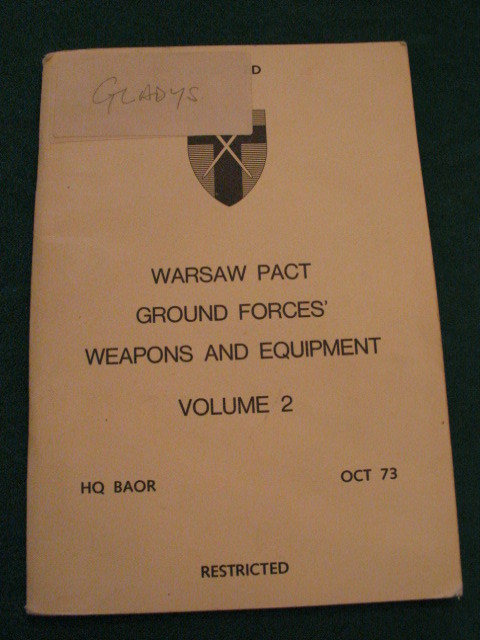 GLADYS
D
WARSAW PACT
GROUND FORCES'
WEAPONS AND EQUIPMENT
VOLUME 2
HQ BAOR
OCT 73
RESTRICTED